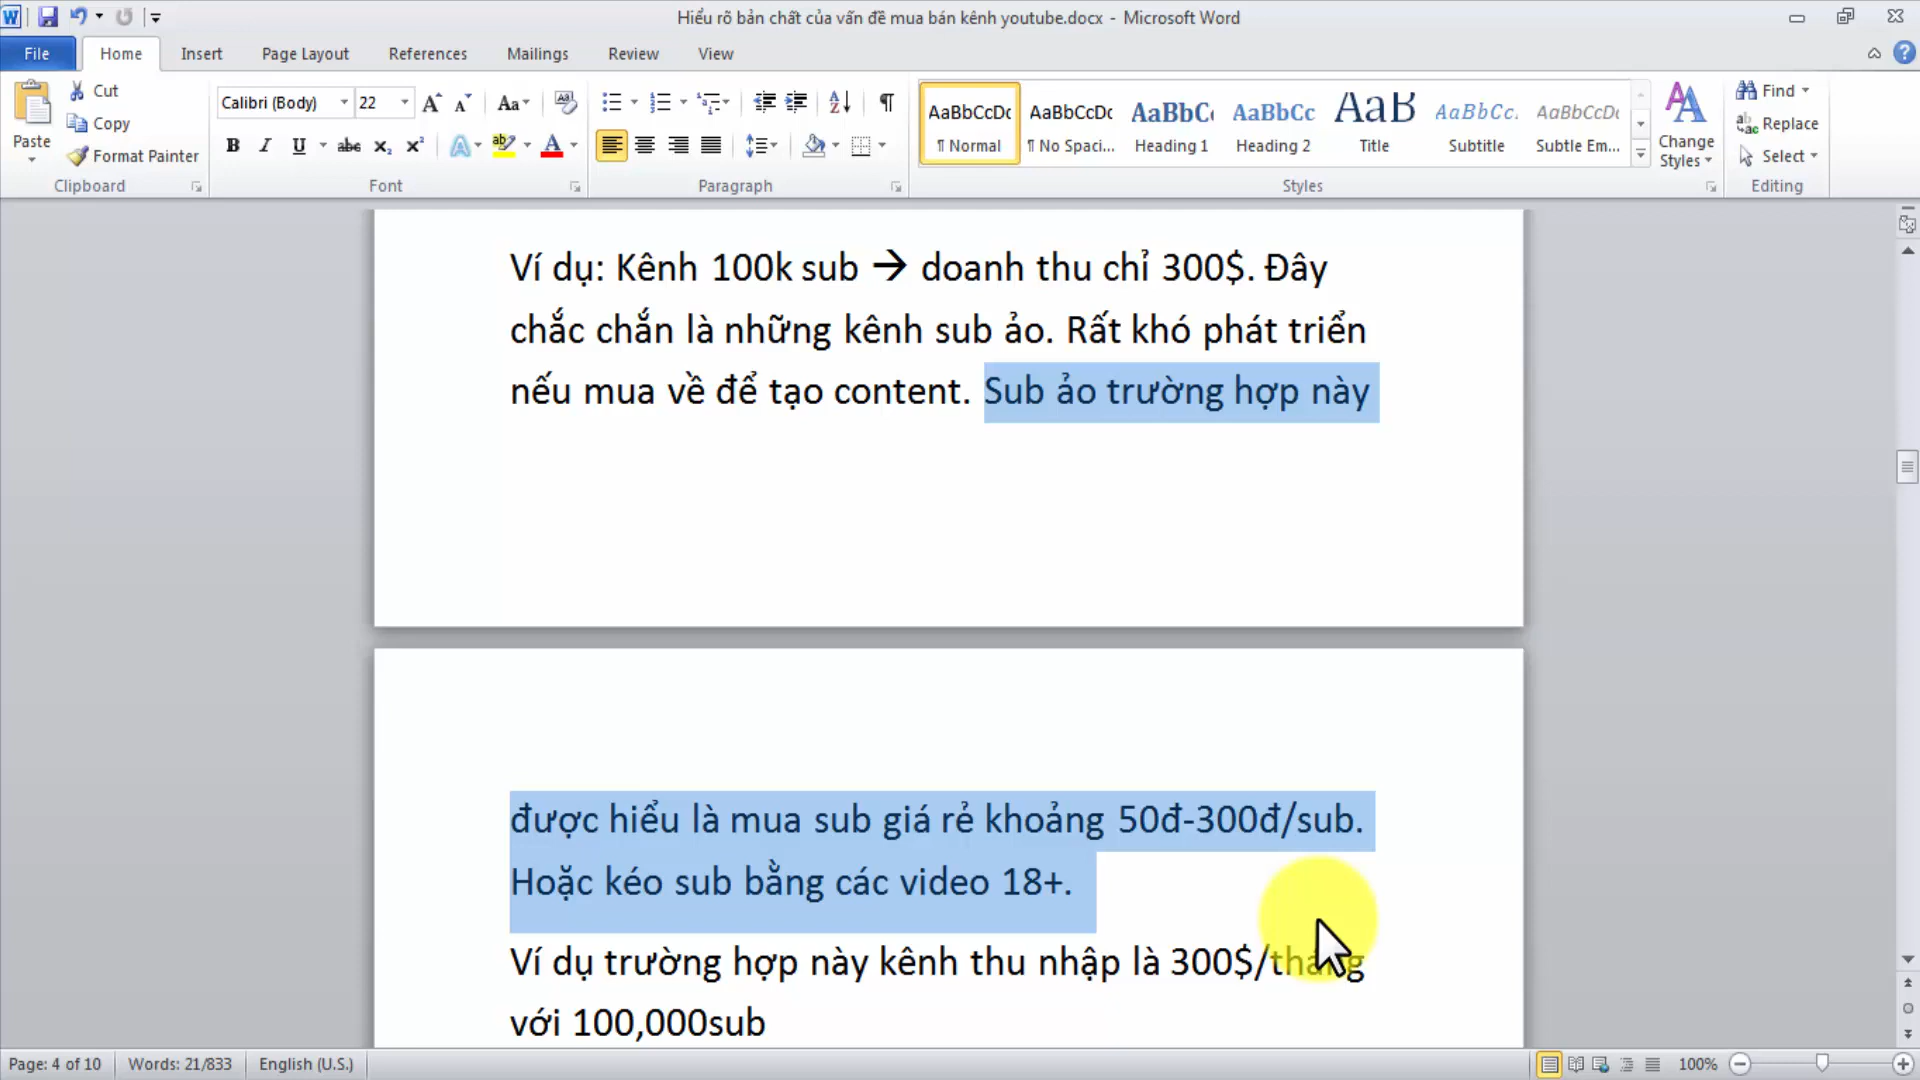 Hiểu rõ bản chất của vấn đề mua bán kênh youtube.docx - Microsoft Word
File Home Insert Page Layout References Mailings Review View
Paste
Cut
Copy
Format Painter
Clipboard
Calibri (Body) 22
Font
Paragraph
AaBbCcDc AaBbCcDc AaBbC AaBbCc AaB AaBbCc. AaBbCcDc
¶ Normal ¶ No Spaci... Heading 1 Heading 2 Title Subtitle Subtle Em...
Styles
Change Styles
Find
Replace
Select
Editing
Ví dụ: Kênh 100k sub → doanh thu chỉ 300$. Đây
chắc chắn là những kênh sub ảo. Rất khó phát triển
nếu mua về để tạo content. Sub ảo trường hợp này
được hiểu là mua sub giá rẻ khoảng 50đ-300đ/sub.
Hoặc kéo sub bằng các video 18+.
Ví dụ trường hợp này kênh thu nhập là 300$/tháng
với 100,000sub
Page: 4 of 10 Words: 21/833 English (U.S.) 100%